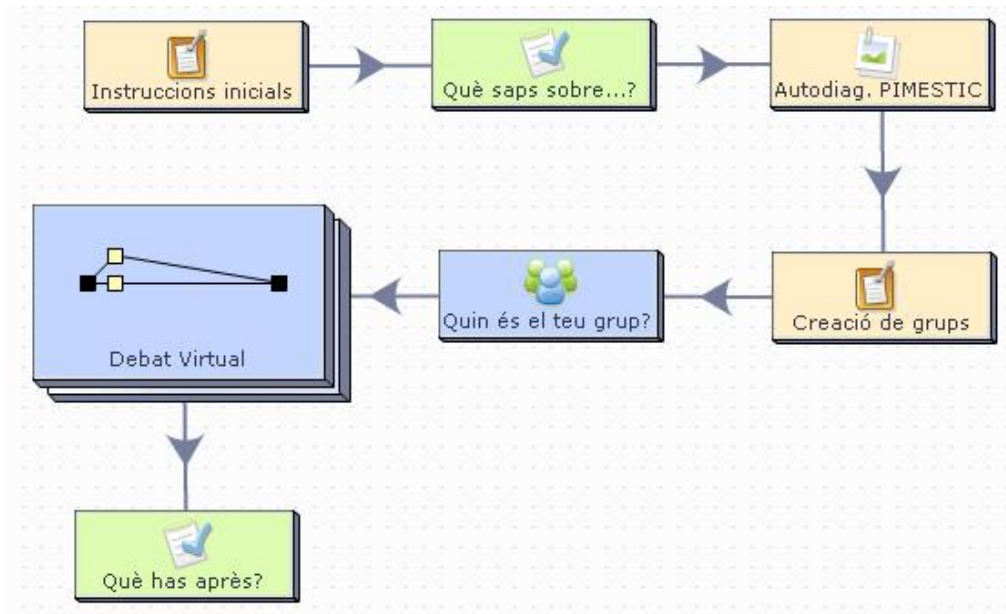 Instruccions inicials
Què saps sobre...?
Autodiag. PIMESTIC
Creació de grups
Quin és el teu grup?
Debat Virtual
Què has après?